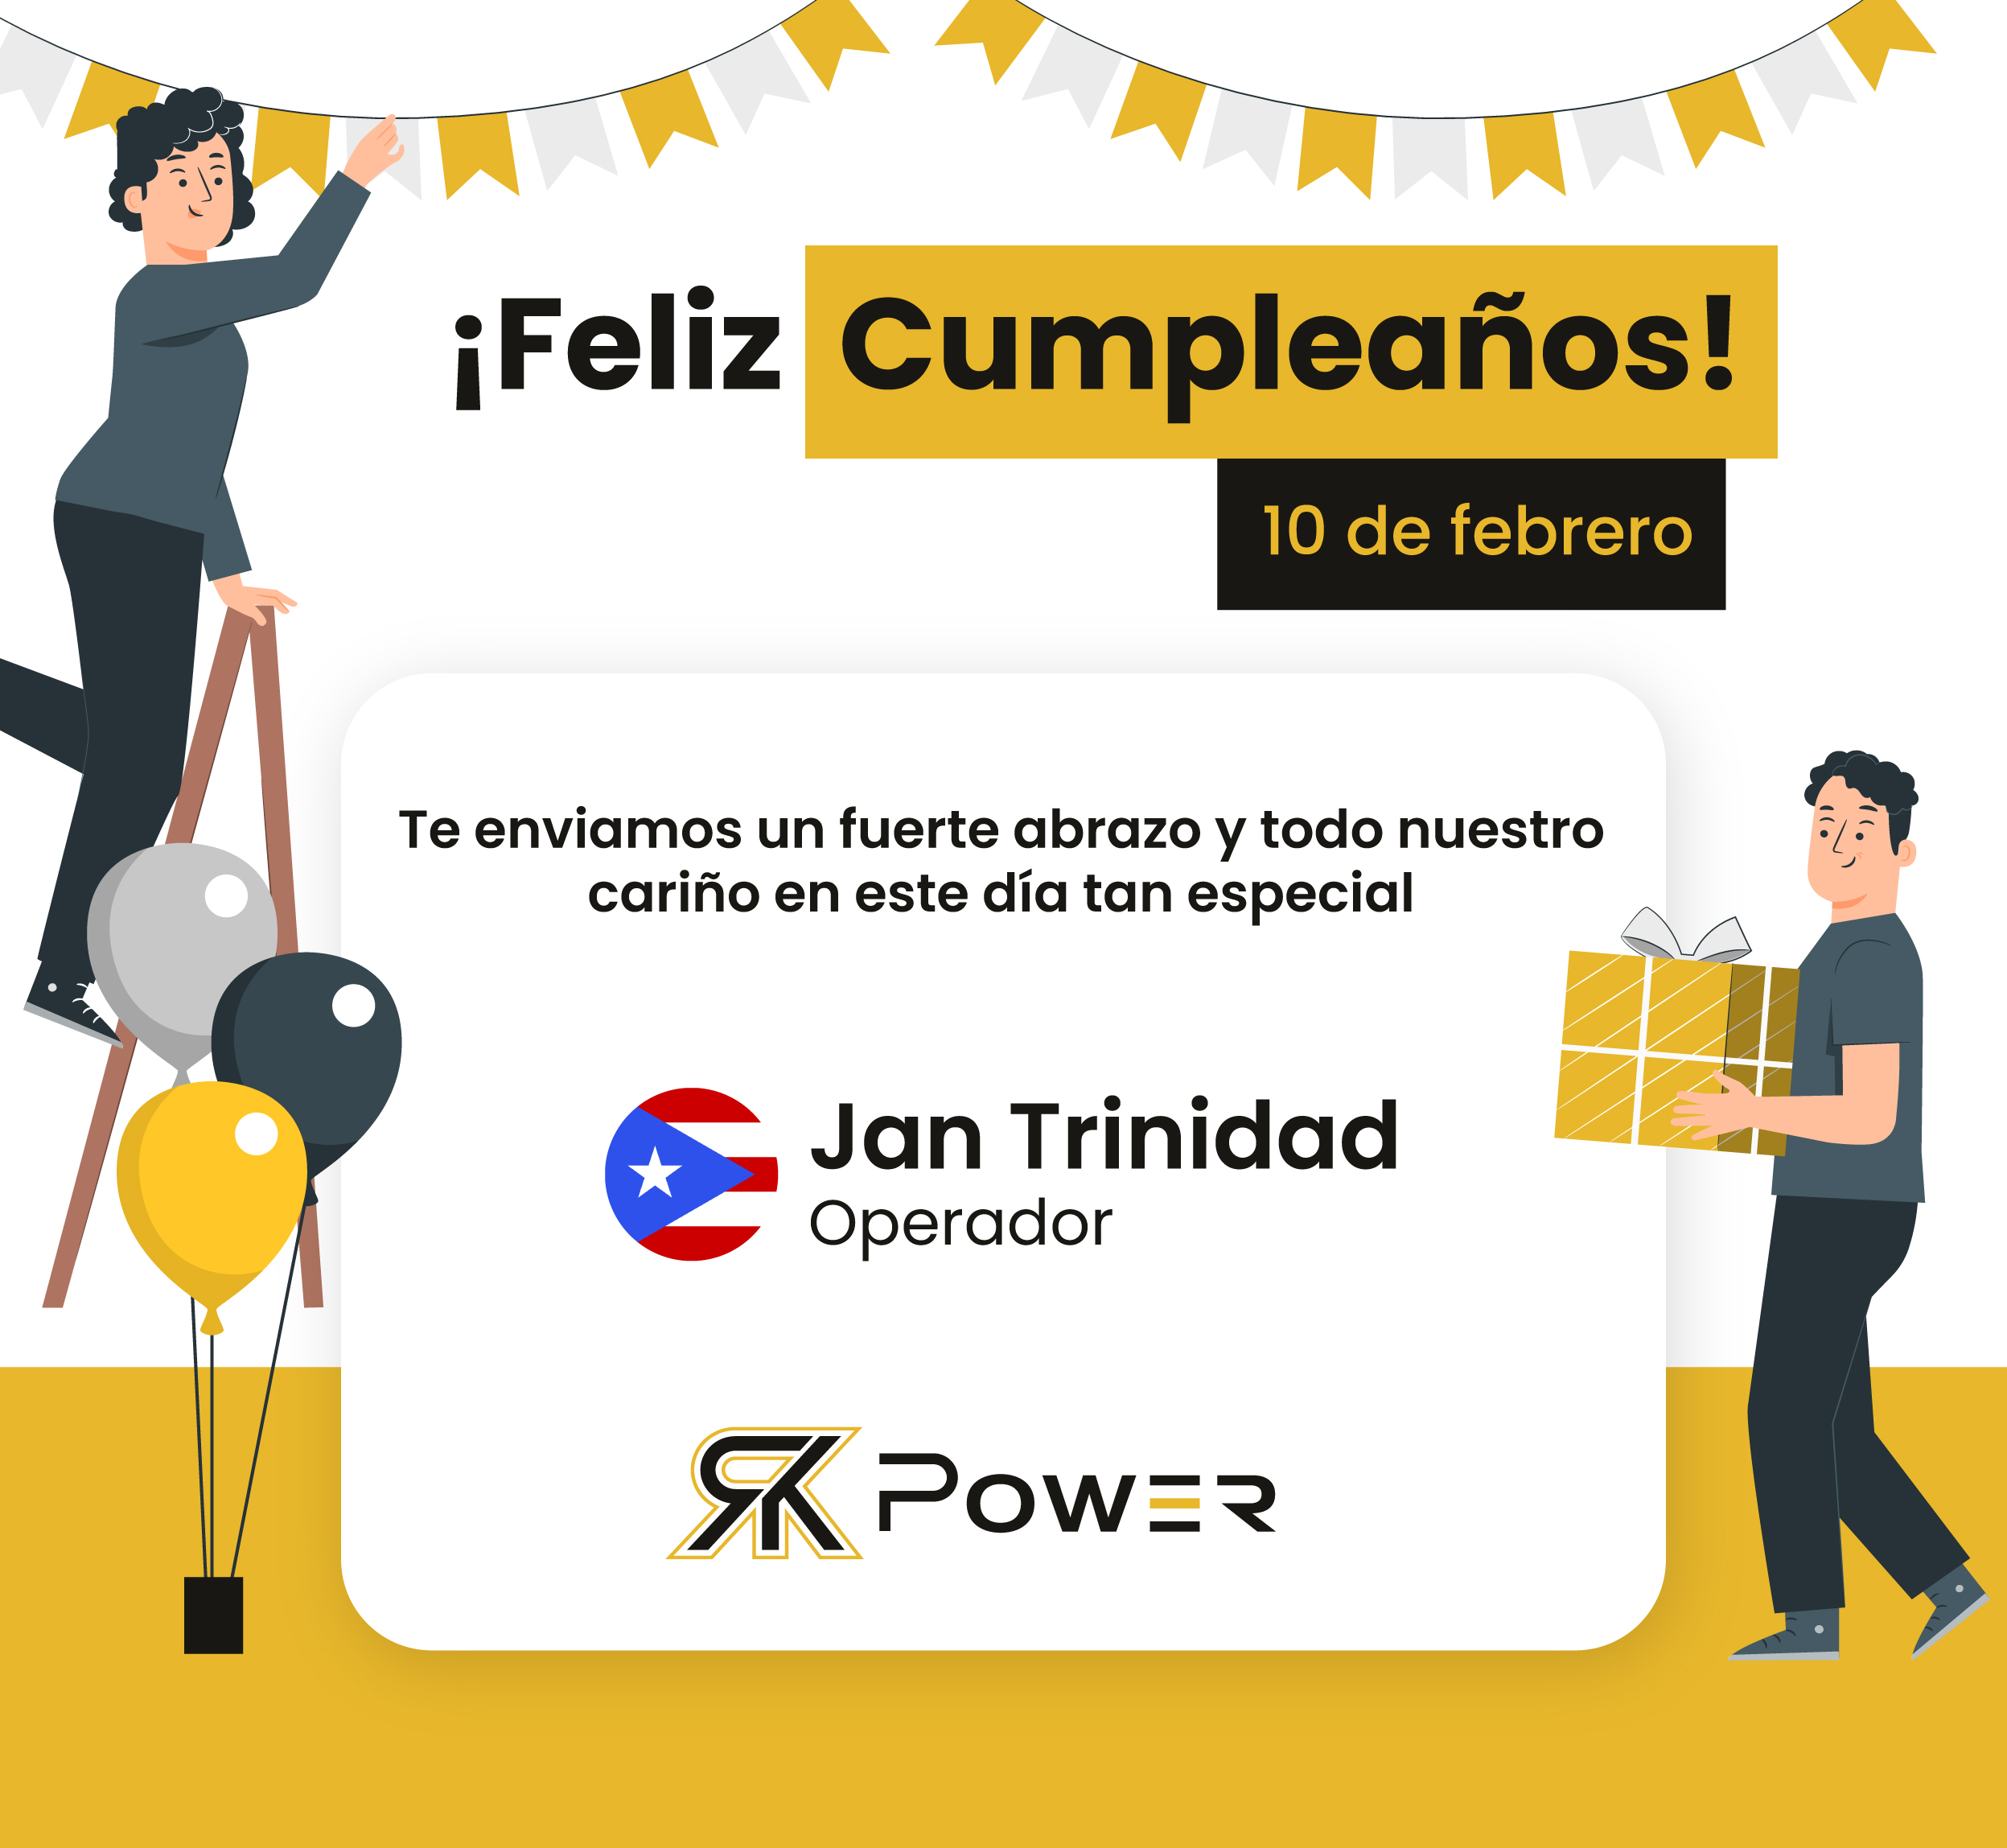 ¡Feliz Cumpleaños!
10 de febrero
Te enviamos un fuerte abrazo y todo nuestro
cariño en este día tan especial
Jan Trinidad
Operador
RK Power